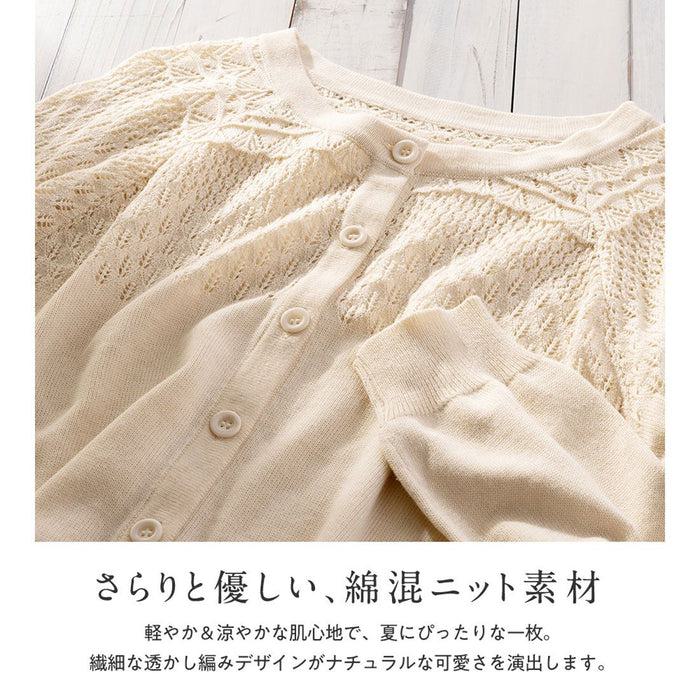 さらりと優しい、綿混ニット素材
軽やか＆涼やかな肌心地で、夏にぴったりな一枚。
繊細な透かし編みデザインがナチュラルな可愛さを演出します。